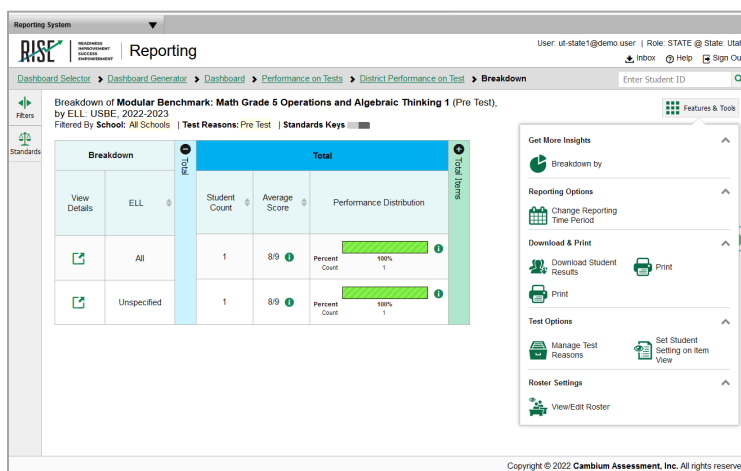 Reporting System
User: ut-state1@demo.user | Role: STATE @ State: Utah
RISE READINESS IMPROVEMENT SUCCESS EMPOWERMENT Reporting
Inbox Help Sign Ou
Dashboard Selector > Dashboard Generator > Dashboard > Performance on Tests > District Performance on Test > Breakdown
Enter Student ID
Filters
Standards
Breakdown of Modular Benchmark: Math Grade 5 Operations and Algebraic Thinking 1 (Pre Test),
by ELL: USBE, 2022-2023
Filtered By School: All Schools | Test Reasons: Pre Test | Standards Keys
Features & Tools
Breakdown
Total
Total
Total Items
View Details
ELL
Student Count
Average Score
Performance Distribution
All
1
8/9
Percent 100%
Count 1
Unspecified
1
8/9
Percent 100%
Count 1
Get More Insights
Breakdown by
Reporting Options
Change Reporting
Time Period
Download & Print
Download Student
Results
Print
Print
Test Options
Manage Test
Reasons
Set Student
Setting on Item
View
Roster Settings
View/Edit Roster
Copyright © 2022 Cambium Assessment, Inc. All rights reserve